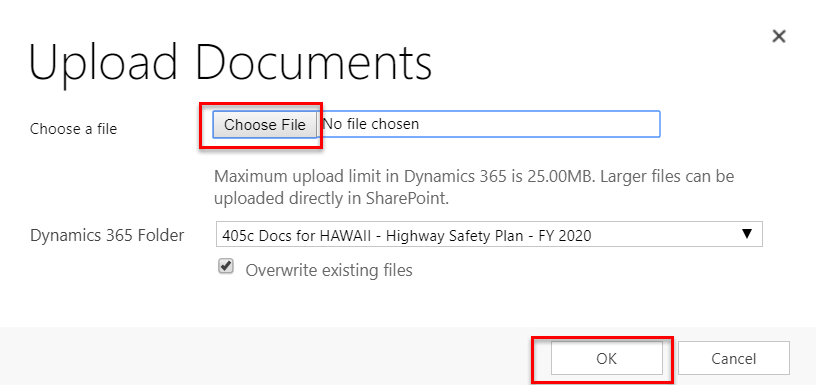 Upload Documents
Choose a file
Choose File No file chosen
Maximum upload limit in Dynamics 365 is 25.00MB. Larger files can be
uploaded directly in SharePoint.
Dynamics 365 Folder
405c Docs for HAWAII - Highway Safety Plan - FY 2020
Overwrite existing files
OK
Cancel